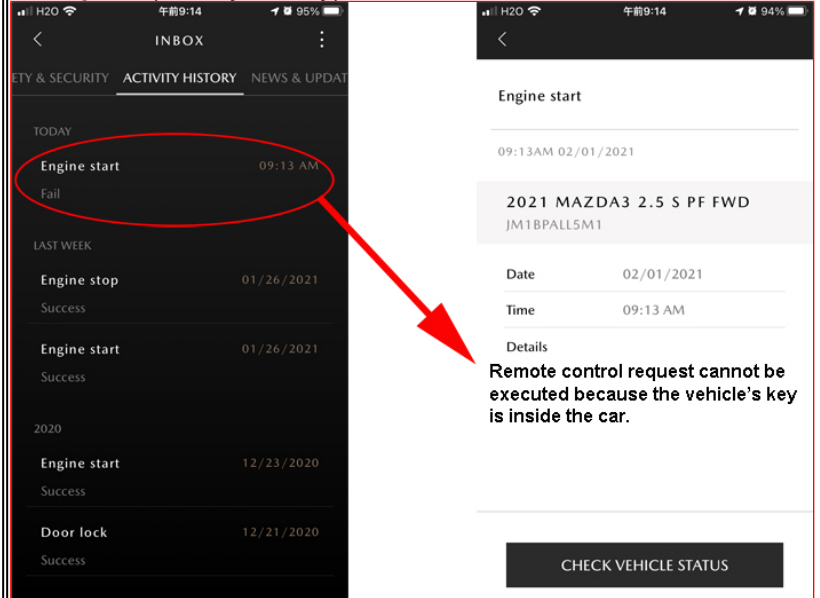 H2O 午前9:14 95%
INBOX
ETY & SECURITY ACTIVITY HISTORY NEWS & UPDAT
TODAY
Engine start 09:13 AM
Fail
LAST WEEK
Engine stop 01/26/2021
Success
Engine start 01/26/2021
Success
2020
Engine start 12/23/2020
Success
Door lock 12/21/2020
Success
H2O 午前9:14 94%
Engine start
09:13AM 02/01/2021
2021 MAZDA3 2.5 S PF FWD
JM1BPALL5M1
Date 02/01/2021
Time 09:13 AM
Details
Remote control request cannot be
executed because the vehicle's key
is inside the car.
CHECK VEHICLE STATUS